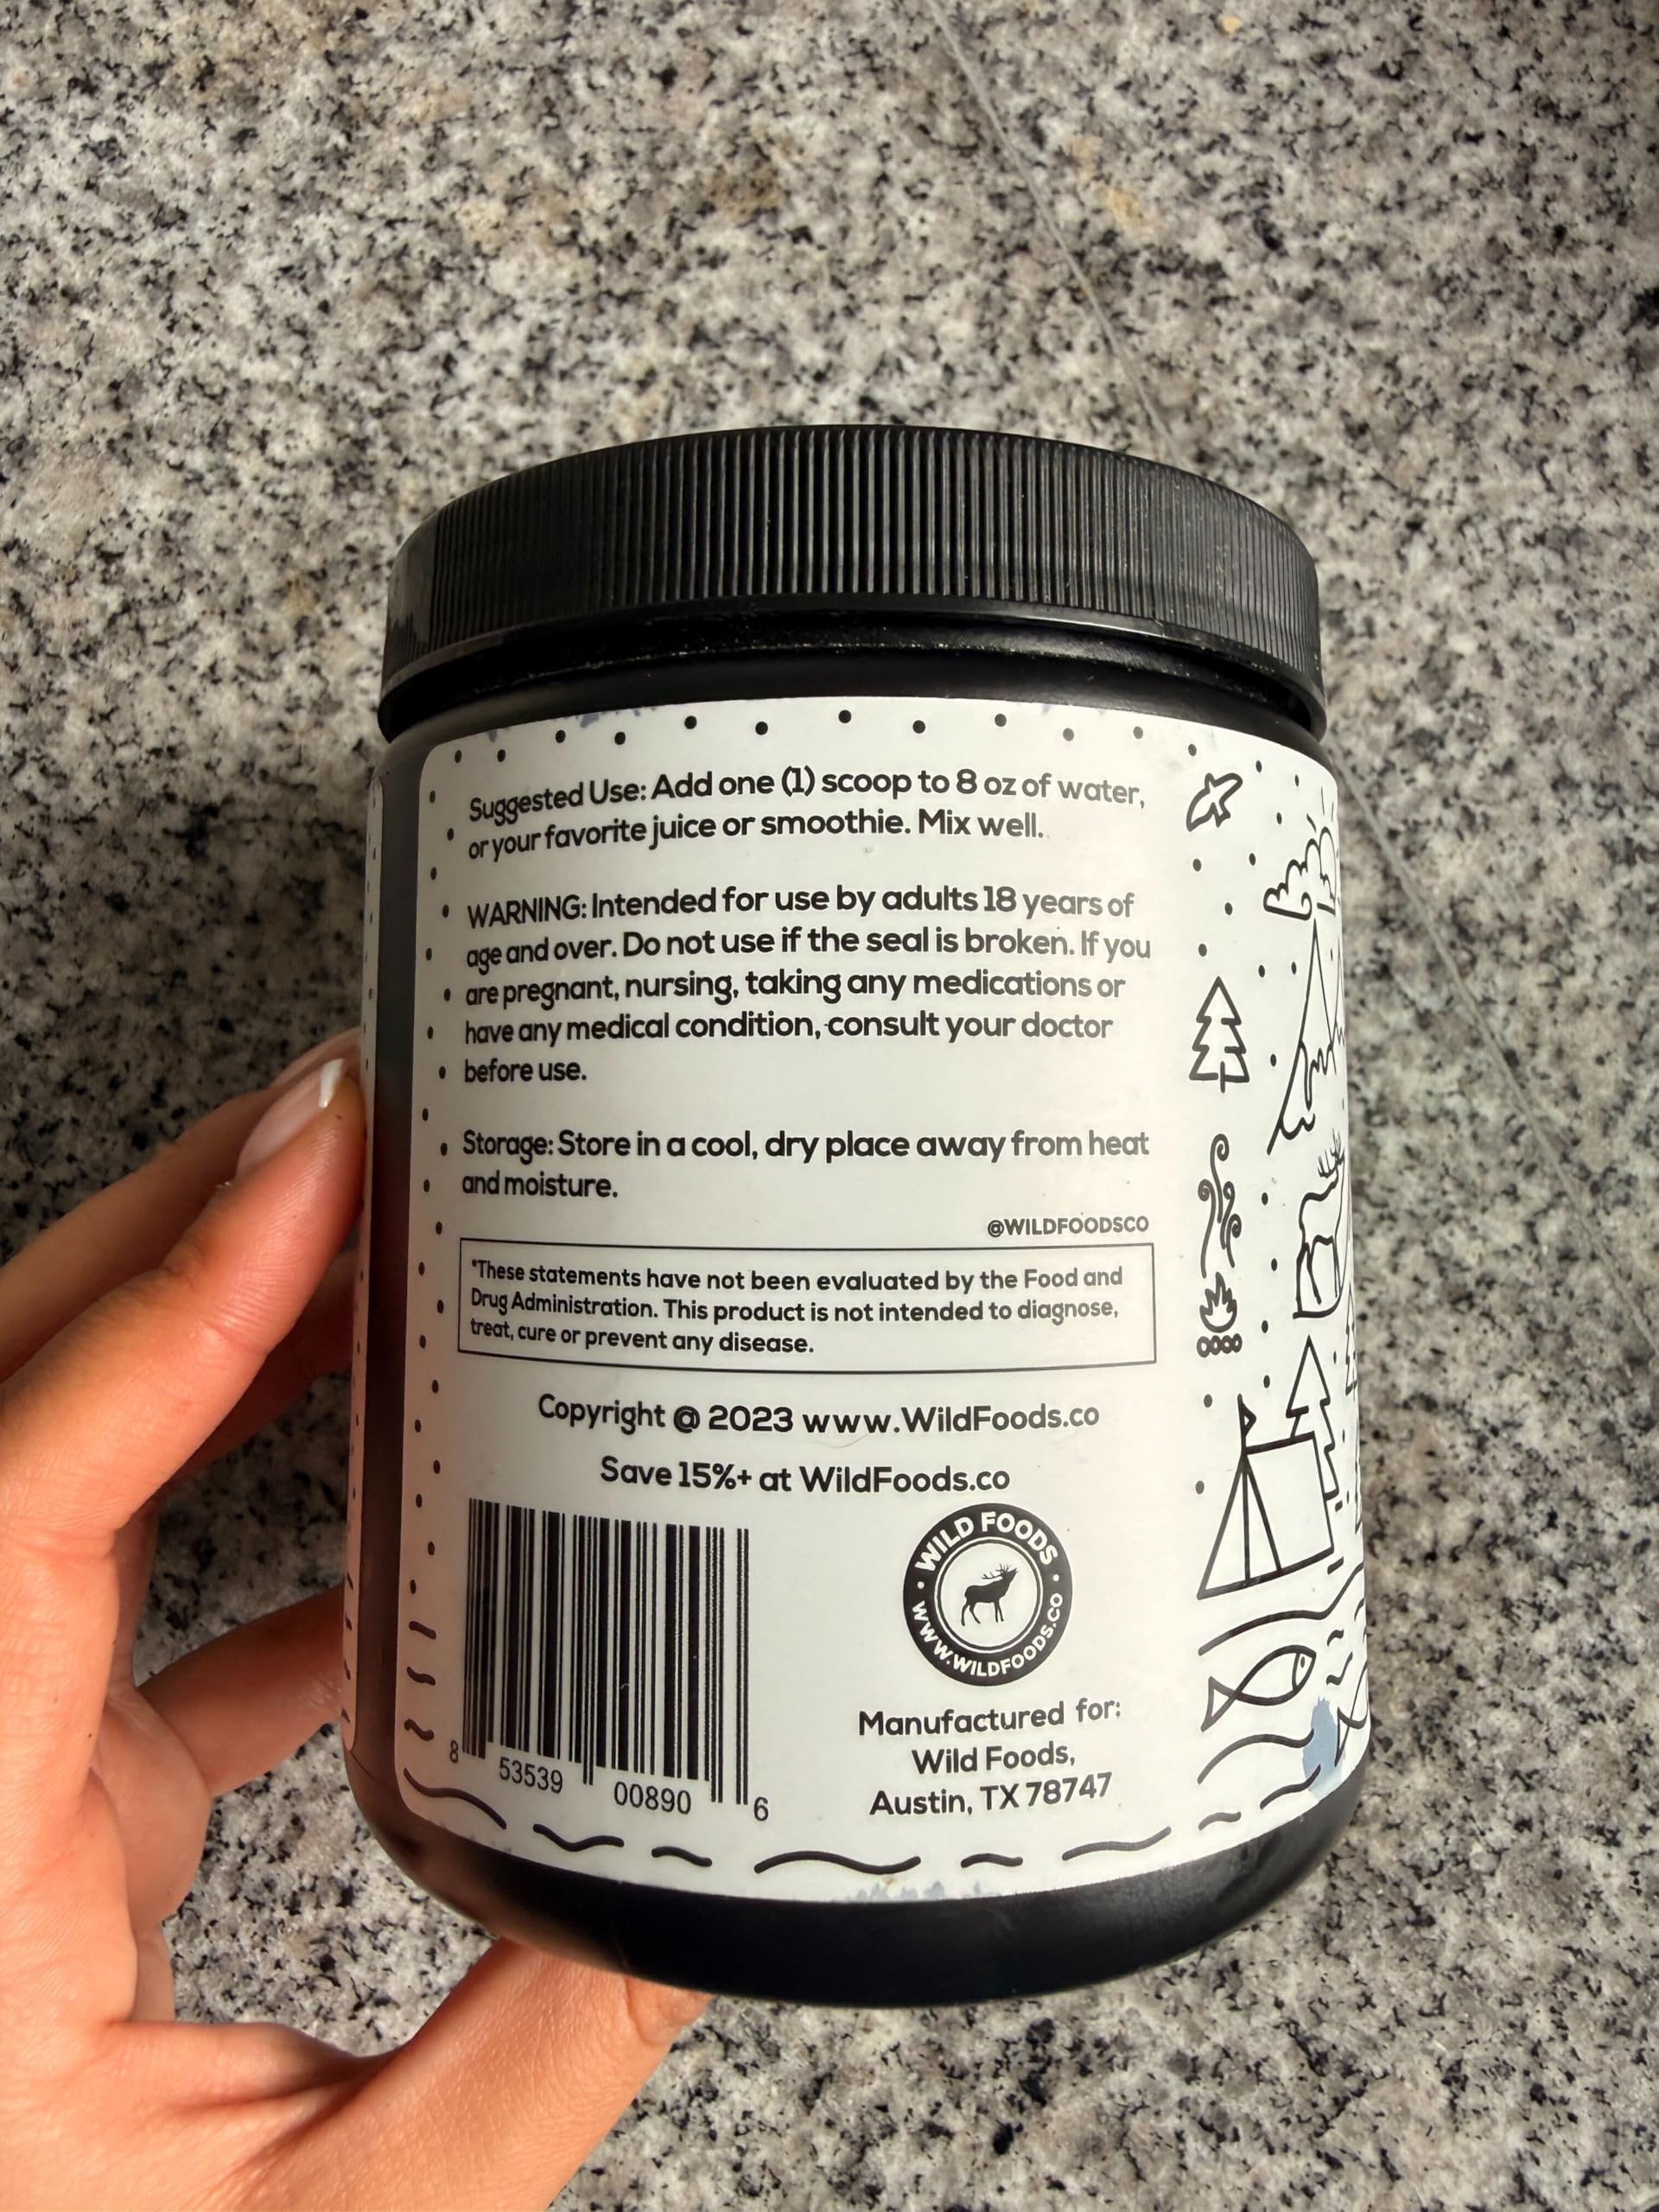 Suggested Use: Add one (1) scoop to 8 oz of water,
or your favorite juice or smoothie. Mix well.
WARNING: Intended for use by adults 18 years of
age and over. Do not use if the seal is broken. If you
are pregnant, nursing, taking any medications or
have any medical condition, consult your doctor
before use.
Storage: Store in a cool, dry place away from heat
and moisture.
@WILDFOODSCO
*These statements have not been evaluated by the Food and
Drug Administration. This product is not intended to diagnose,
treat, cure or prevent any disease.
Copyright @ 2023 www.WildFoods.co
Save 15%+ at WildFoods.co
8 53539 00890 6
WILD FOODS
WWW.WILDFOODS.CO
Manufactured for:
Wild Foods,
Austin, TX 78747